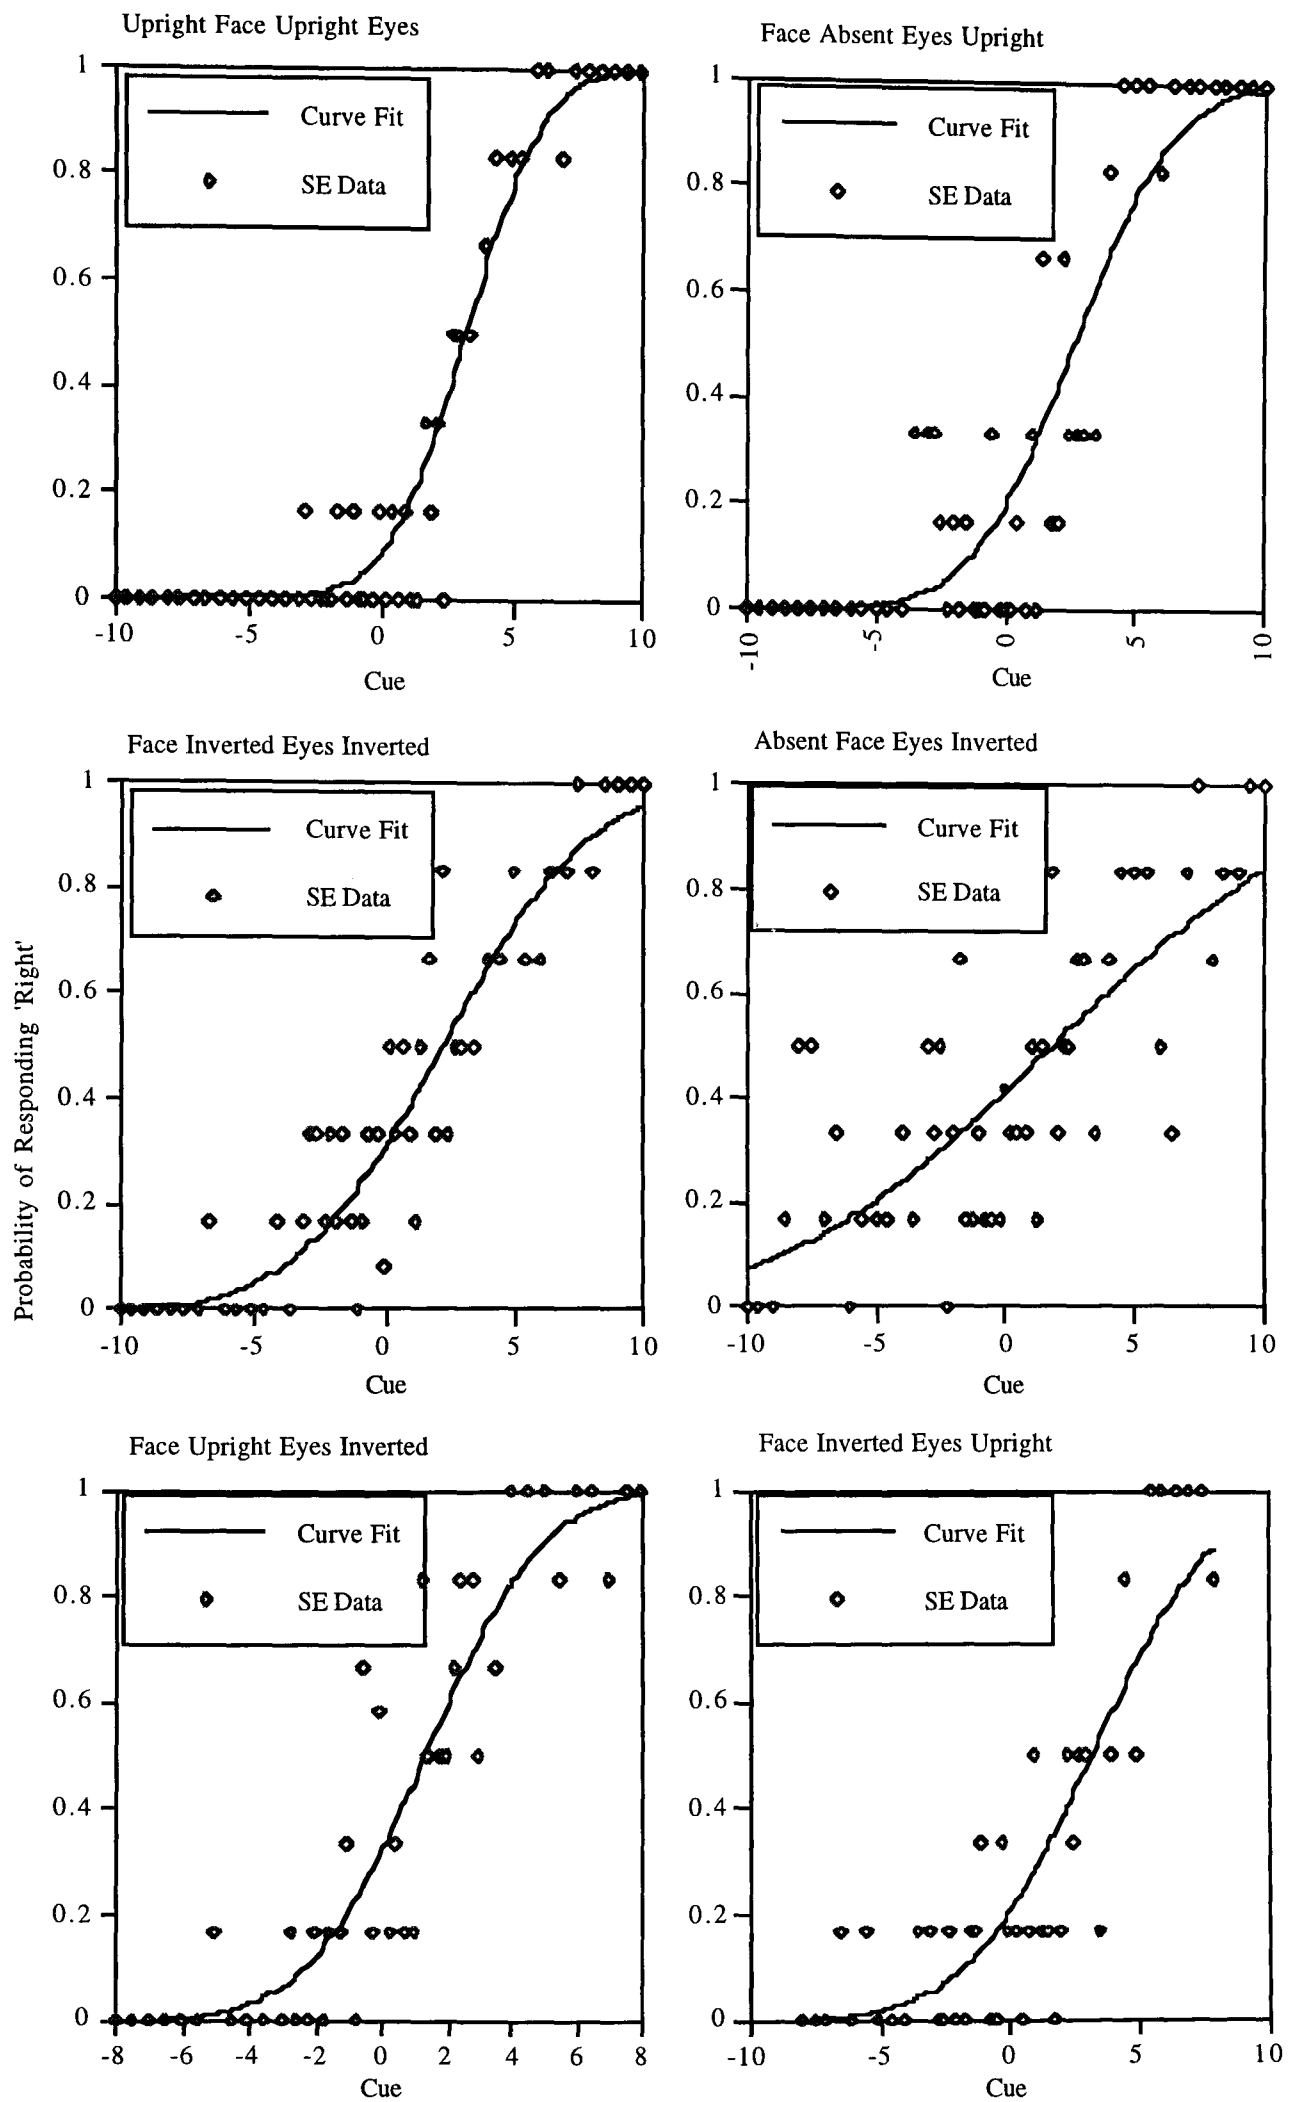 Upright Face Upright Eyes
1
0.8
0.6
0.4
0.2
0
Curve Fit
SE Data
-10 -5 0 5 10
Cue
Face Absent Eyes Upright
1
0.8
0.6
0.4
0.2
0
Curve Fit
SE Data
-10 -5 0 5 10
Cue
Probability of Responding 'Right'
Face Inverted Eyes Inverted
1
0.8
0.6
0.4
0.2
0
Curve Fit
SE Data
-10 -5 0 5 10
Cue
Absent Face Eyes Inverted
1
0.8
0.6
0.4
0.2
0
Curve Fit
SE Data
-10 -5 0 5 10
Cue
Face Upright Eyes Inverted
1
0.8
0.6
0.4
0.2
0
Curve Fit
SE Data
-8 -6 -4 -2 0 2 4 6 8
Cue
Face Inverted Eyes Upright
1
0.8
0.6
0.4
0.2
0
Curve Fit
SE Data
-10 -5 0 5 10
Cue